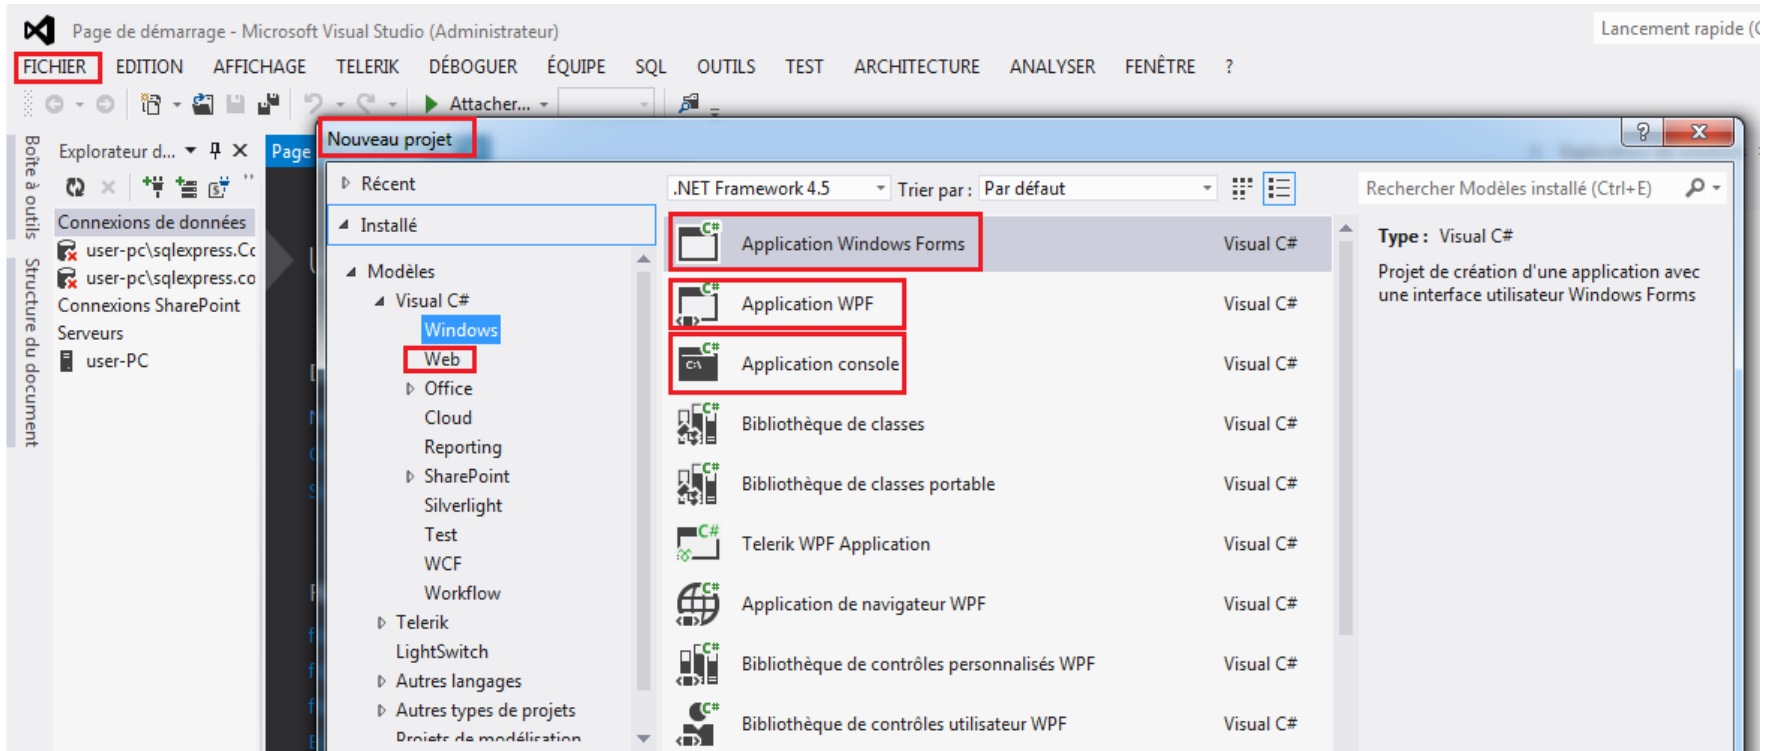 Page de démarrage - Microsoft Visual Studio (Administrateur)
Lancement rapide (C
FICHIER EDITION AFFICHAGE TELERIK DÉBOGUER ÉQUIPE SQL OUTILS TEST ARCHITECTURE ANALYSER FENÊTRE ?
Attacher...
Boîte à outils
Structure du document
Explorateur d...
Connexions de données
user-pc\sqlexpress.Cc
user-pc\sqlexpress.co
Connexions SharePoint
Serveurs
user-PC
Page
Nouveau projet
Récent
Installé
Modèles
Visual C#
Windows
Web
Office
Cloud
Reporting
SharePoint
Silverlight
Test
WCF
Workflow
Telerik
LightSwitch
Autres langages
Autres types de projets
Projets de modélisation
.NET Framework 4.5 Trier par : Par défaut
Application Windows Forms Visual C#
Application WPF Visual C#
Application console Visual C#
Bibliothèque de classes Visual C#
Bibliothèque de classes portable Visual C#
Telerik WPF Application Visual C#
Application de navigateur WPF Visual C#
Bibliothèque de contrôles personnalisés WPF Visual C#
Bibliothèque de contrôles utilisateur WPF Visual C#
Rechercher Modèles installé (Ctrl+E)
Type : Visual C#
Projet de création d'une application avec
une interface utilisateur Windows Forms